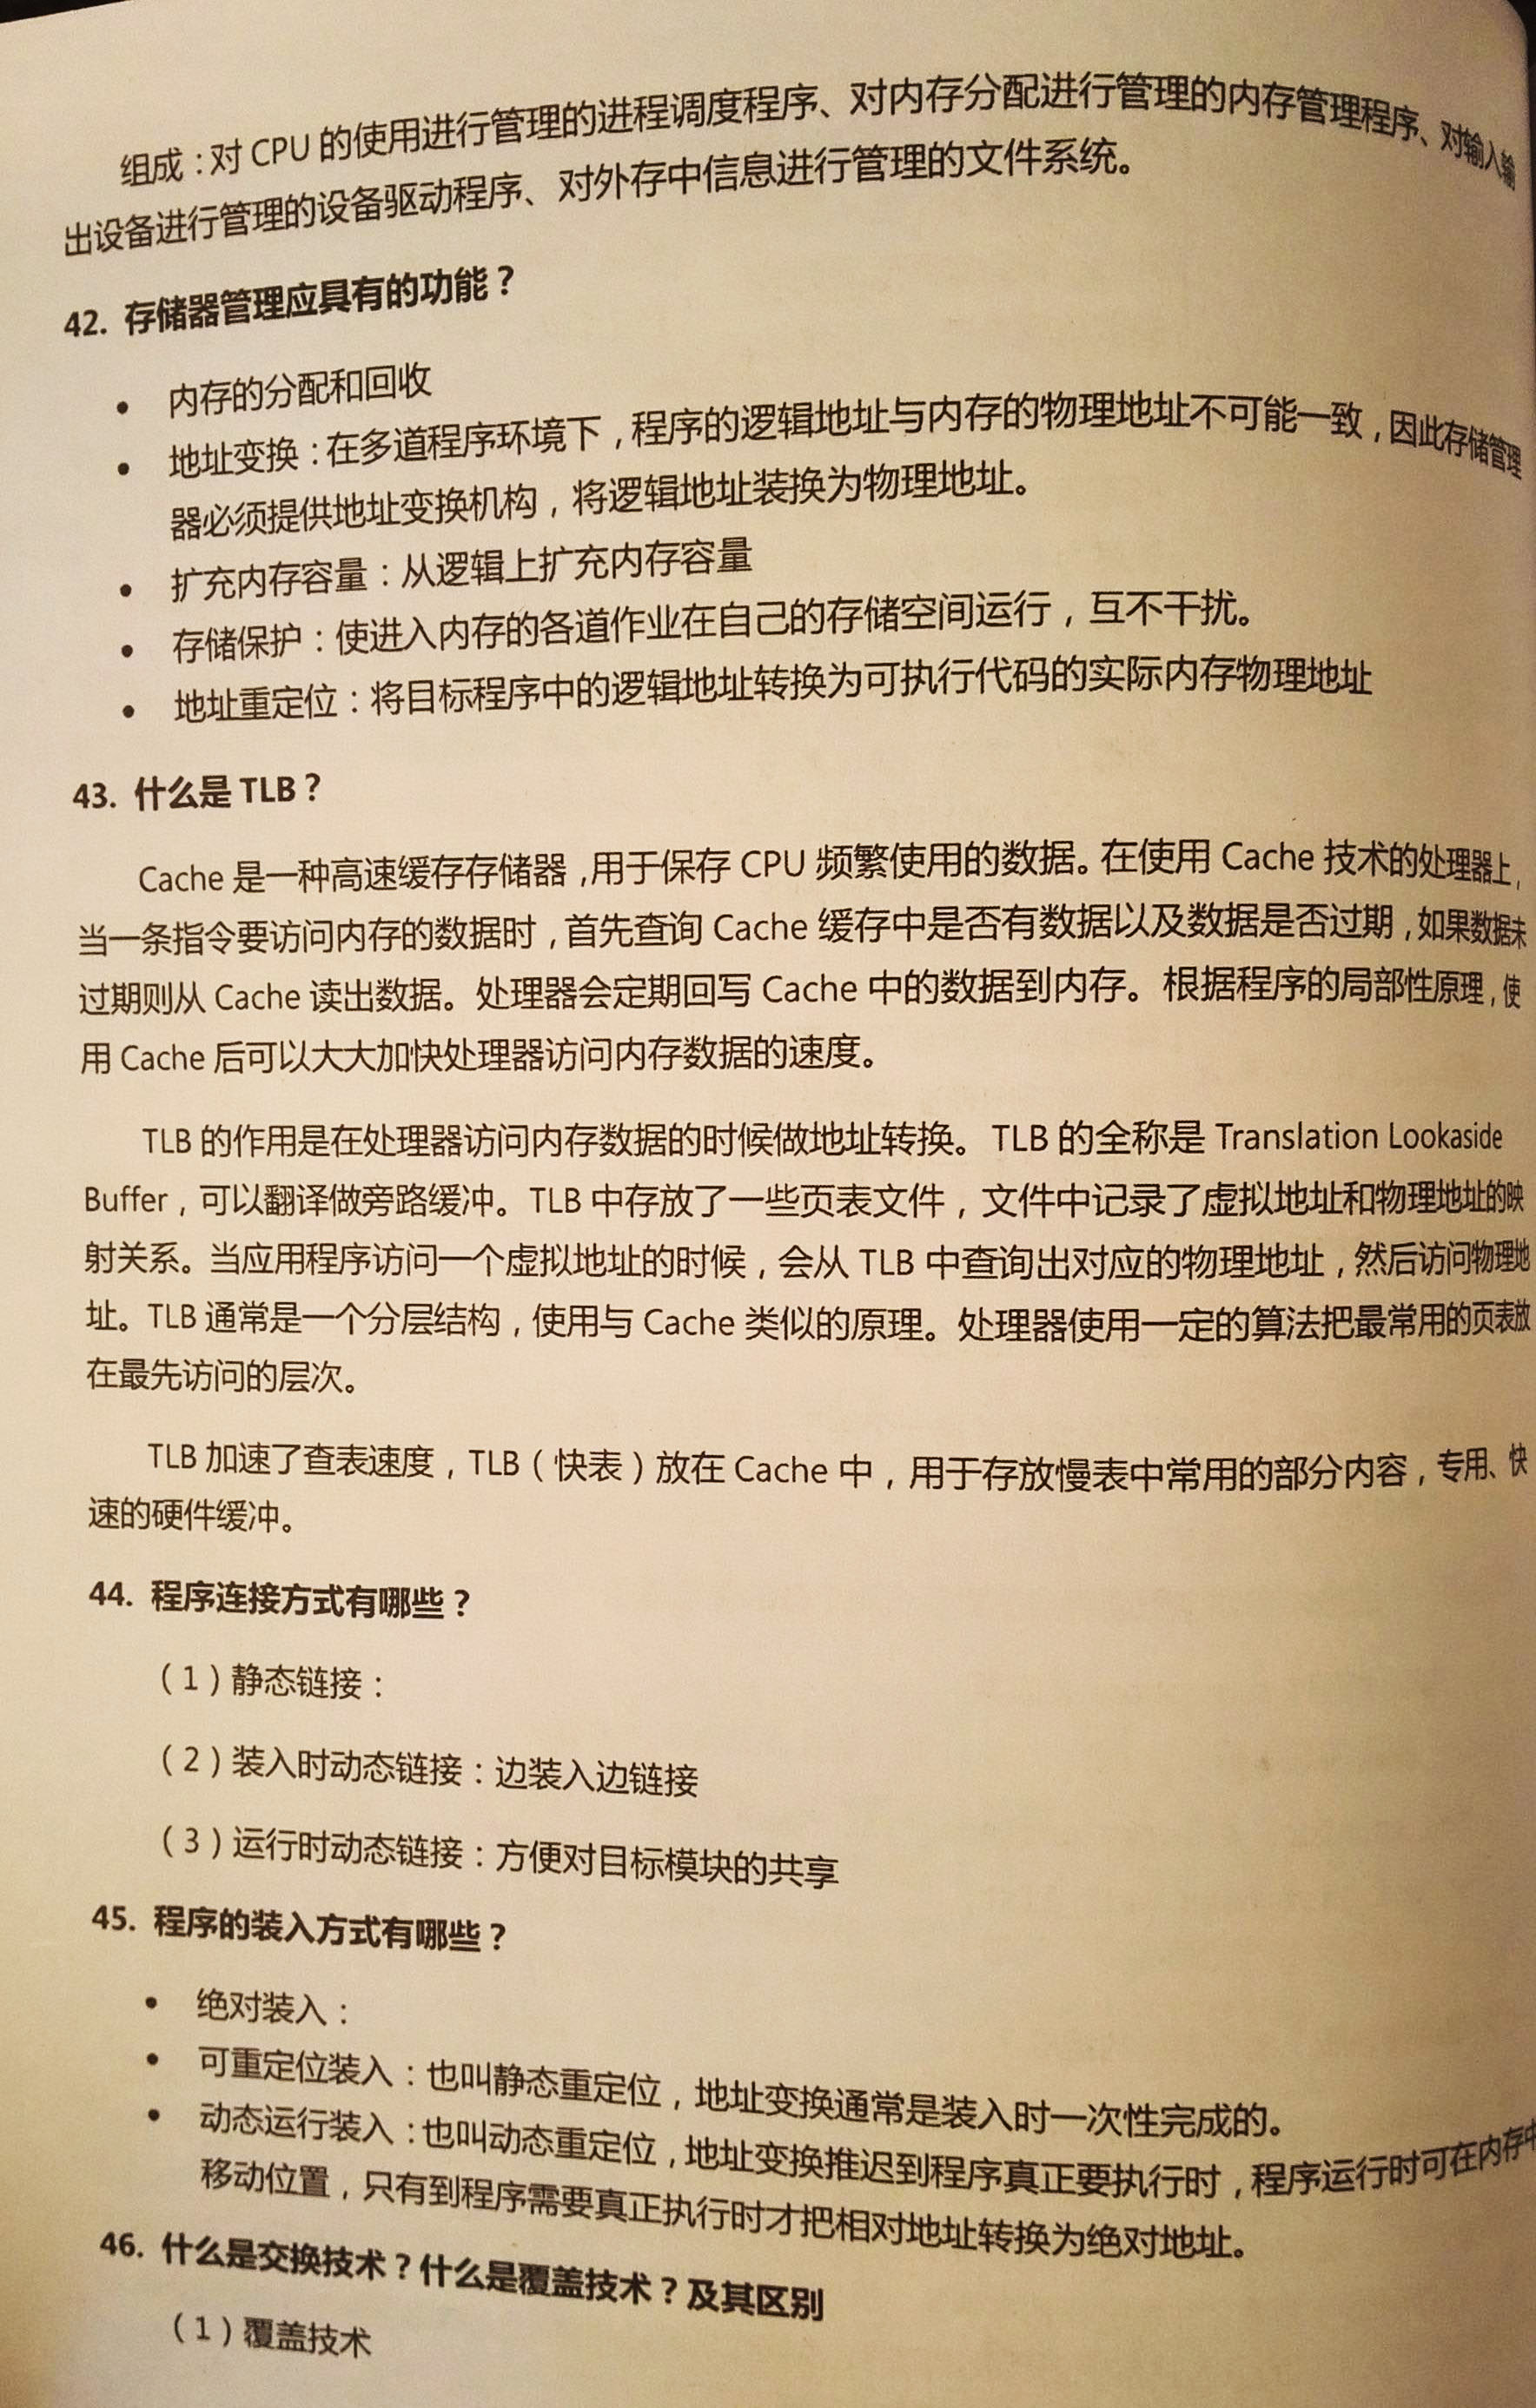 组成：对 CPU 的使用进行管理的进程调度程序、对内存分配进行管理的内存管理程序、对输入输
出设备进行管理的设备驱动程序、对外存中信息进行管理的文件系统。
42. 存储器管理应具有的功能？
• 内存的分配和回收
• 地址变换：在多道程序环境下，程序的逻辑地址与内存的物理地址不可能一致，因此存储管理
器必须提供地址变换机构，将逻辑地址装换为物理地址。
• 扩充内存容量：从逻辑上扩充内存容量
• 存储保护：使进入内存的各道作业在自己的存储空间运行，互不干扰。
• 地址重定位：将目标程序中的逻辑地址转换为可执行代码的实际内存物理地址
43. 什么是 TLB？
Cache 是一种高速缓存存储器，用于保存 CPU 频繁使用的数据。在使用 Cache 技术的处理器上，
当一条指令要访问内存的数据时，首先查询 Cache 缓存中是否有数据以及数据是否过期，如果数据未
过期则从 Cache 读出数据。处理器会定期回写 Cache 中的数据到内存。根据程序的局部性原理，使
用 Cache 后可以大大加快处理器访问内存数据的速度。
TLB 的作用是在处理器访问内存数据的时候做地址转换。TLB 的全称是 Translation Lookaside
Buffer，可以翻译做旁路缓冲。TLB 中存放了一些页表文件，文件中记录了虚拟地址和物理地址的映
射关系。当应用程序访问一个虚拟地址的时候，会从 TLB 中查询出对应的物理地址，然后访问物理地
址。TLB 通常是一个分层结构，使用与 Cache 类似的原理。处理器使用一定的算法把最常用的页表放
在最先访问的层次。
TLB 加速了查表速度，TLB（快表）放在 Cache 中，用于存放慢表中常用的部分内容，专用、快
速的硬件缓冲。
44. 程序连接方式有哪些？
（1）静态链接：
（2）装入时动态链接：边装入边链接
（3）运行时动态链接：方便对目标模块的共享
45. 程序的装入方式有哪些？
• 绝对装入：
• 可重定位装入：也叫静态重定位，地址变换通常是装入时一次性完成的。
• 动态运行装入：也叫动态重定位，地址变换推迟到程序真正要执行时，程序运行时可在内存中
移动位置，只有到程序需要真正执行时才把相对地址转换为绝对地址。
46. 什么是交换技术？什么是覆盖技术？及其区别
（1）覆盖技术